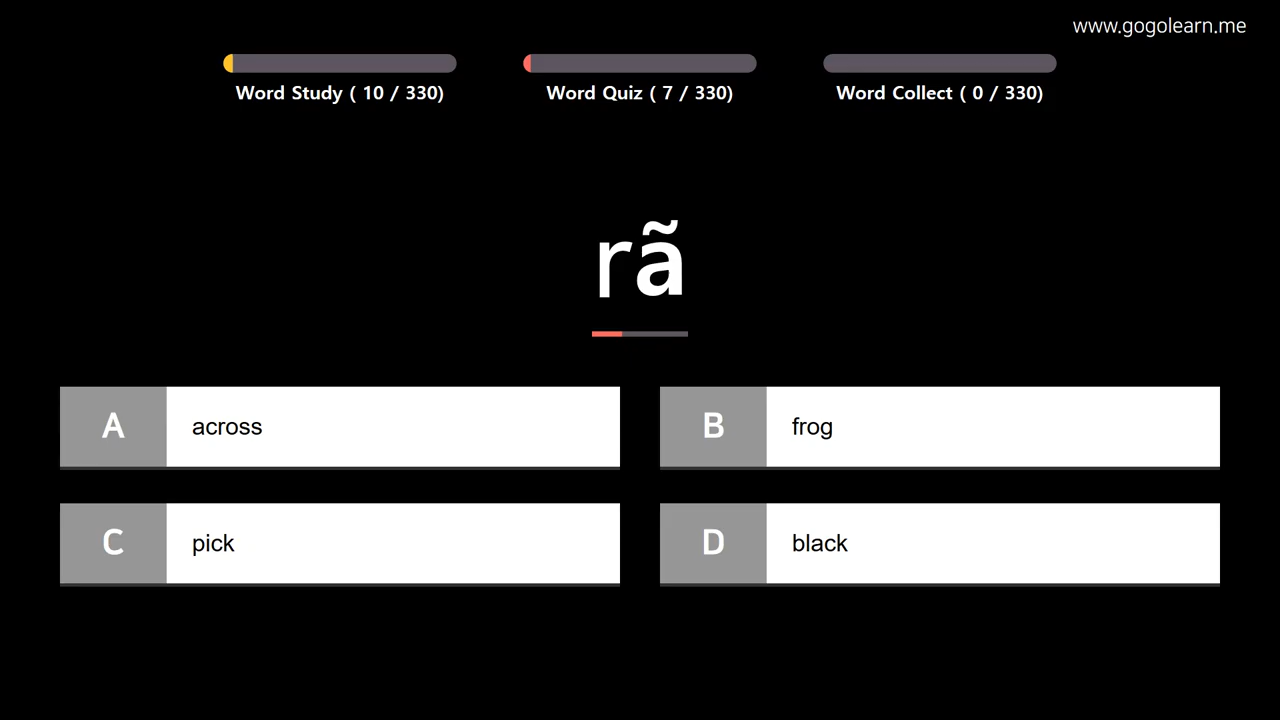 www.gogolearn.me
Word Study ( 10 / 330)
Word Quiz ( 7 / 330)
Word Collect ( 0 / 330)
rã
A across
B frog
C pick
D black